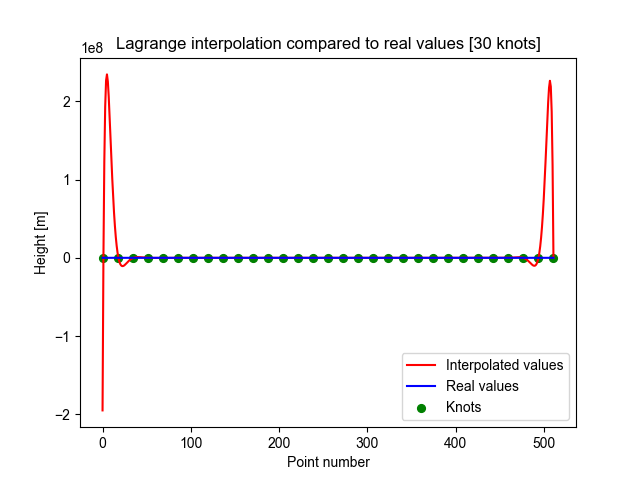 Lagrange interpolation compared to real values [30 knots]
1e8
2
1
0
−1
−2
Height [m]
0
100
200
300
400
500
Point number
Interpolated values
Real values
Knots